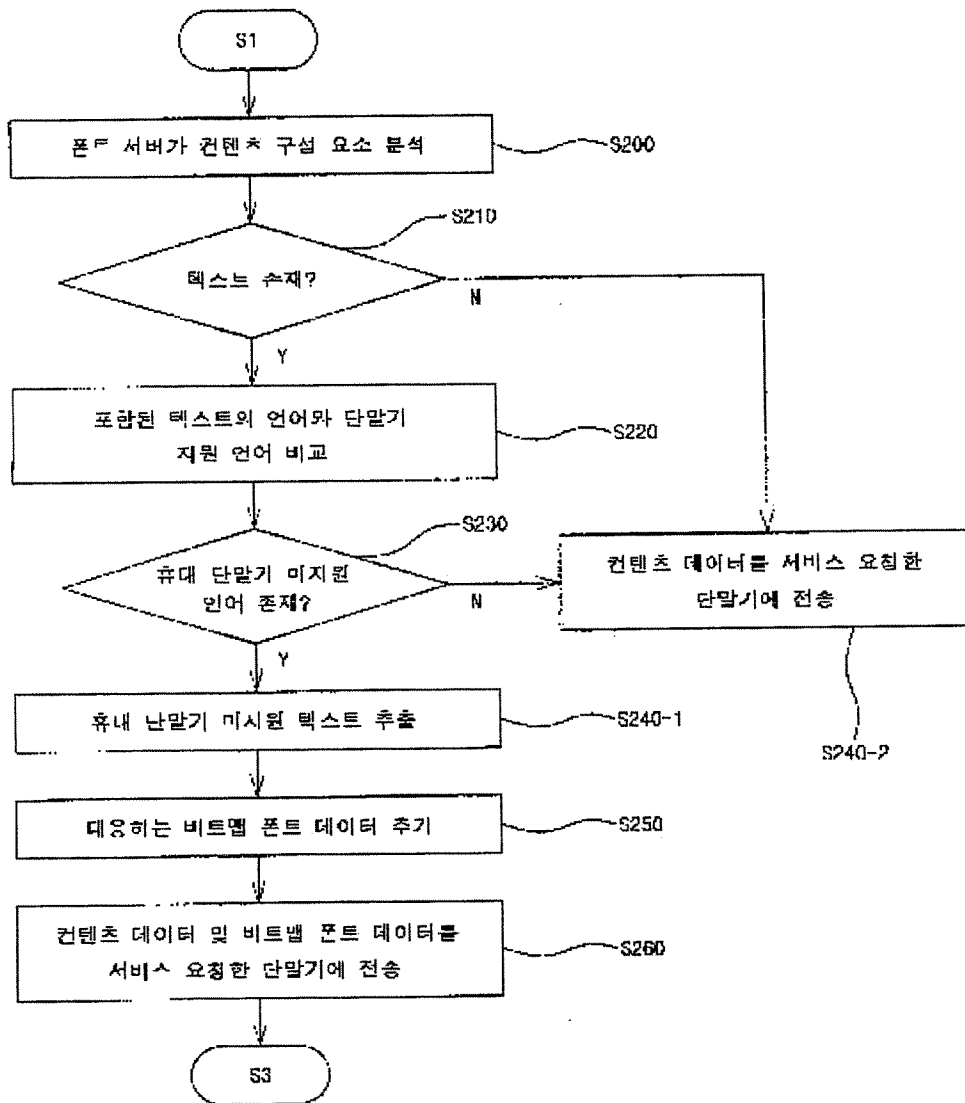 S1
폰트 서버가 컨텐츠 구성 요소 분석
S200
S210
텍스트 존재?
N
Y
포함된 텍스트의 언어와 단말기
지원 언어 비교
S220
S230
휴대 단말기 미지원
언어 존재?
N
컨텐츠 데이터를 서비스 요청한
단말기에 전송
Y
휴대 단말기 미지원 텍스트 추출
S240-1
S240-2
대응하는 비트맵 폰트 데이터 추가
S250
컨텐츠 데이터 및 비트맵 폰트 데이터를
서비스 요청한 단말기에 전송
S260
S3